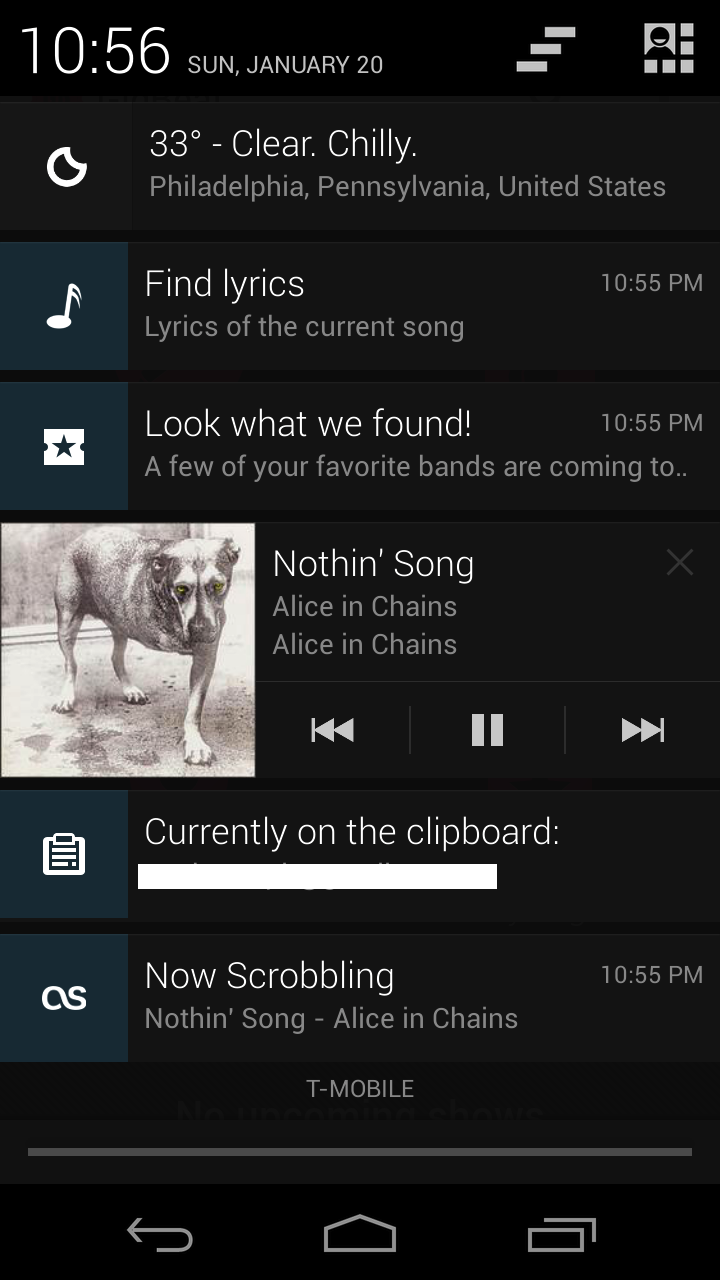 10:56 SUN, JANUARY 20
33° - Clear. Chilly.
Philadelphia, Pennsylvania, United States
Find lyrics 10:55 PM
Lyrics of the current song
Look what we found! 10:55 PM
A few of your favorite bands are coming to..
Nothin' Song
Alice in Chains
Alice in Chains
Currently on the clipboard:
Now Scrobbling 10:55 PM
Nothin' Song - Alice in Chains
T-MOBILE
No upcoming shows